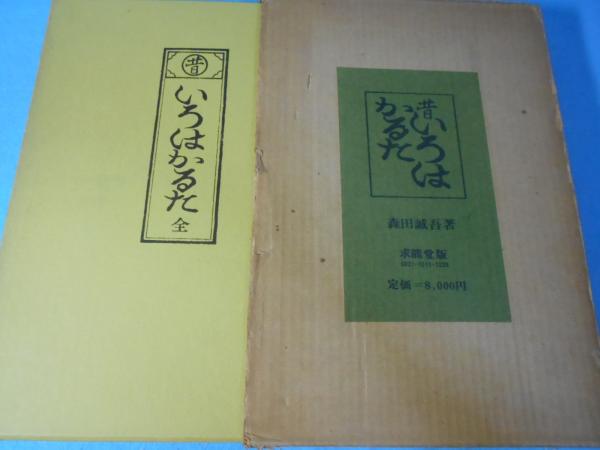 昔
いろはかるた
全
昔いろは
かるた
森田誠吾著
求龍堂版
定価=8,000円